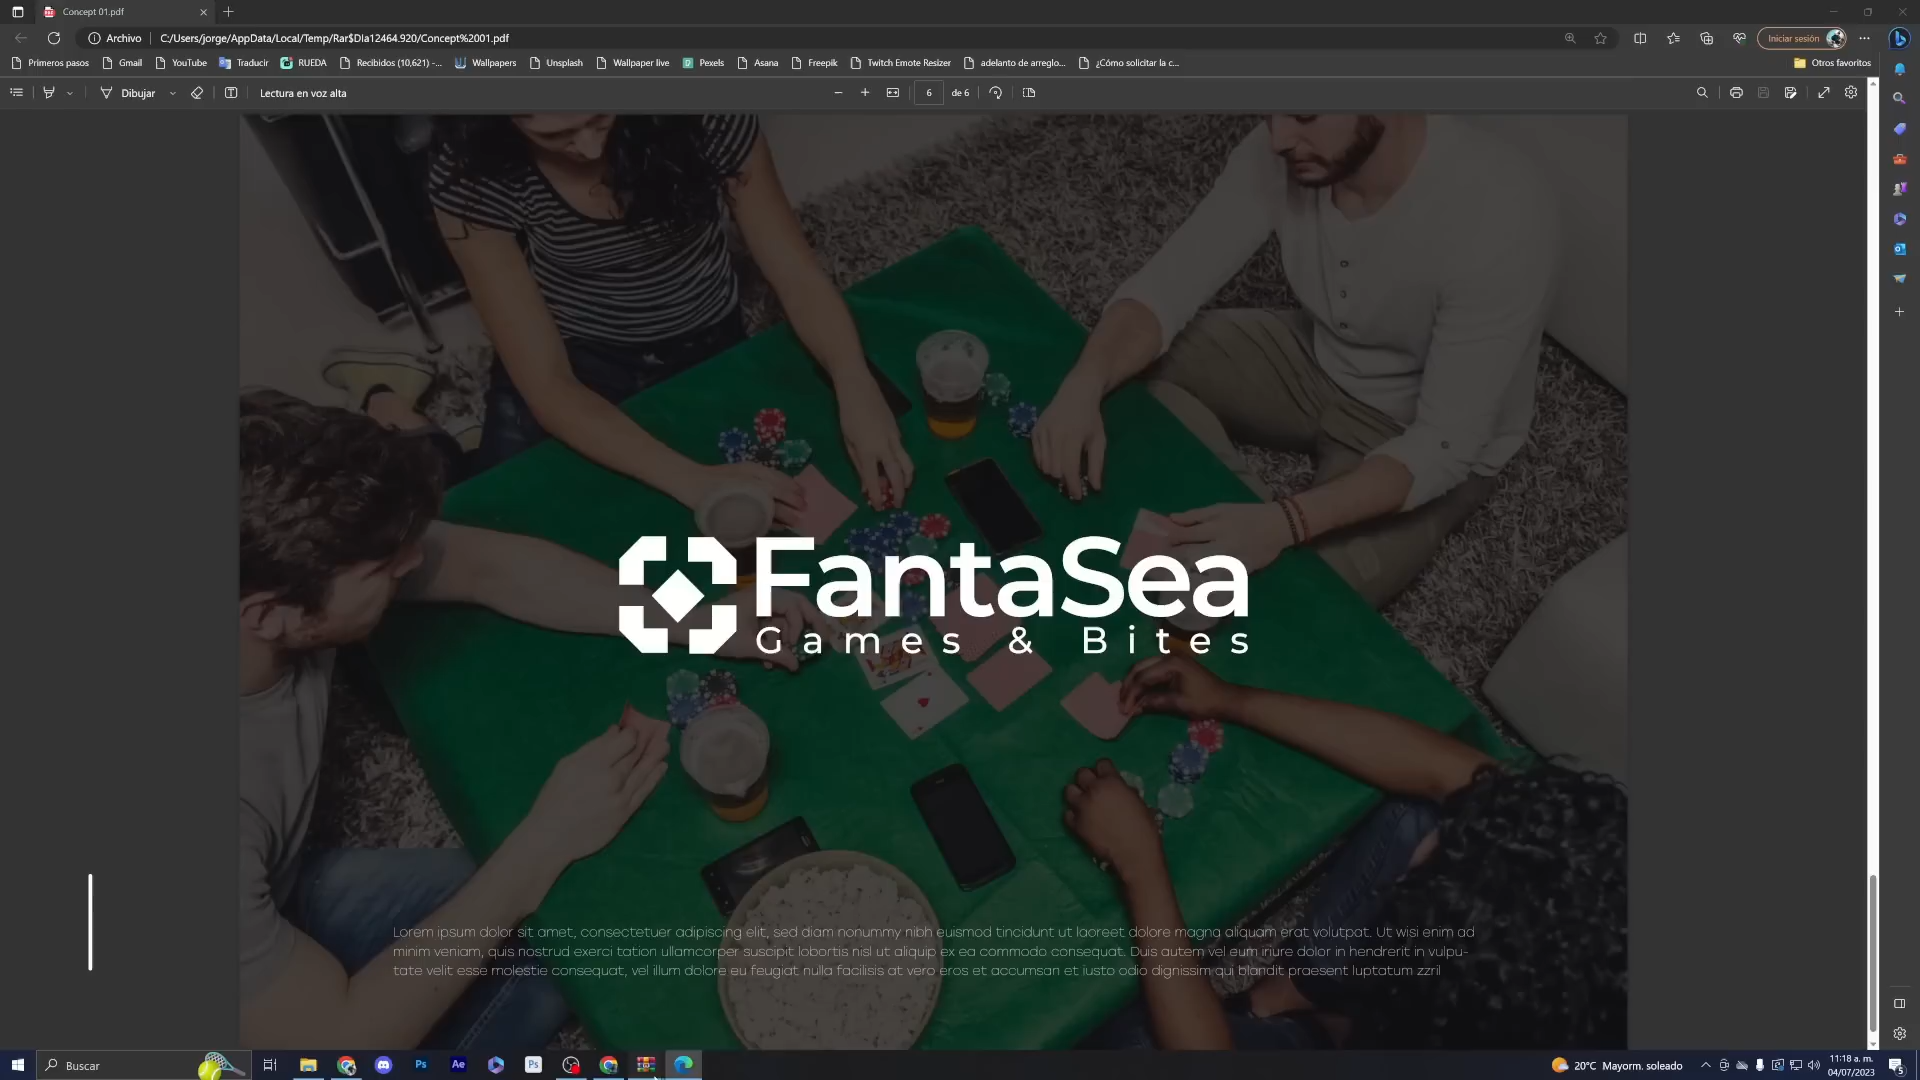 Concept 01.pdf
Archivo C:/Users/jorge/AppData/Local/Temp/Rar$DIa12464.920/Concept%2001.pdf
Iniciar sesión
Primeros pasos Gmail YouTube Traducir RUEDA Recibidos (10,621) -... Wallpapers Unsplash Wallpaper live Pexels Asana Freepik Twitch Emote Resizer adelanto de arreglo... ¿Cómo solicitar la c... Otros favoritos
Dibujar Lectura en voz alta 6 de 6
FantaSea
Games & Bites
Lorem ipsum dolor sit amet, consectetuer adipiscing elit, sed diam nonummy nibh euismod tincidunt ut laoreet dolore magna aliquam erat volutpat. Ut wisi enim ad
minim veniam, quis nostrud exerci tation ullamcorper suscipit lobortis nisl ut aliquip ex ea commodo consequat. Duis autem vel eum iriure dolor in hendrerit in vulpu-
tate velit esse molestie consequat, vel illum dolore eu feugiat nulla facilisis at vero eros et accumsan et iusto odio dignissim qui blandit praesent luptatum zzril
Buscar Ps Ae Ps 20°C Mayorm. soleado 11:18 a. m.
04/07/2023 5